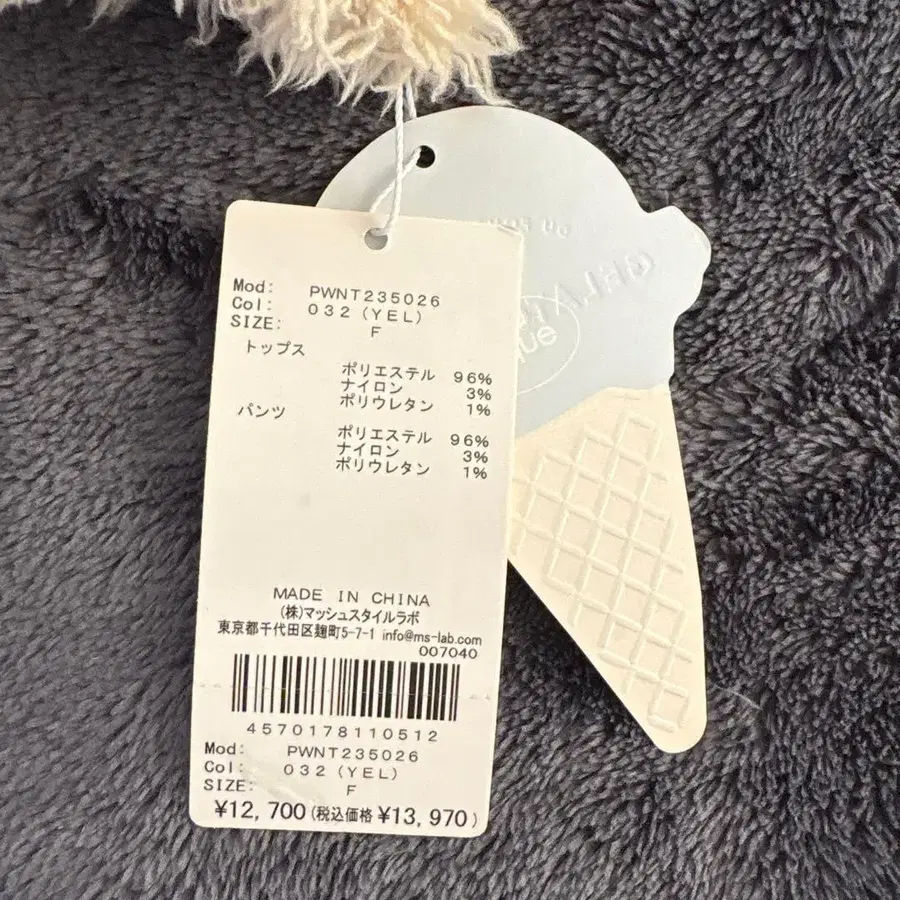 Mod: PWNT235026
Col: 032 (YEL)
SIZE: F
トップス
ポリエステル 96%
ナイロン 3%
ポリウレタン 1%
パンツ
ポリエステル 96%
ナイロン 3%
ポリウレタン 1%
MADE IN CHINA
(株)マッシュスタイルラボ
東京都千代田区麹町5-7-1 info@ms-lab.com
007040
4570178110512
Mod: PWNT235026
Col: 032 (YEL)
SIZE: F
¥12,700(税込価格 ¥13,970)